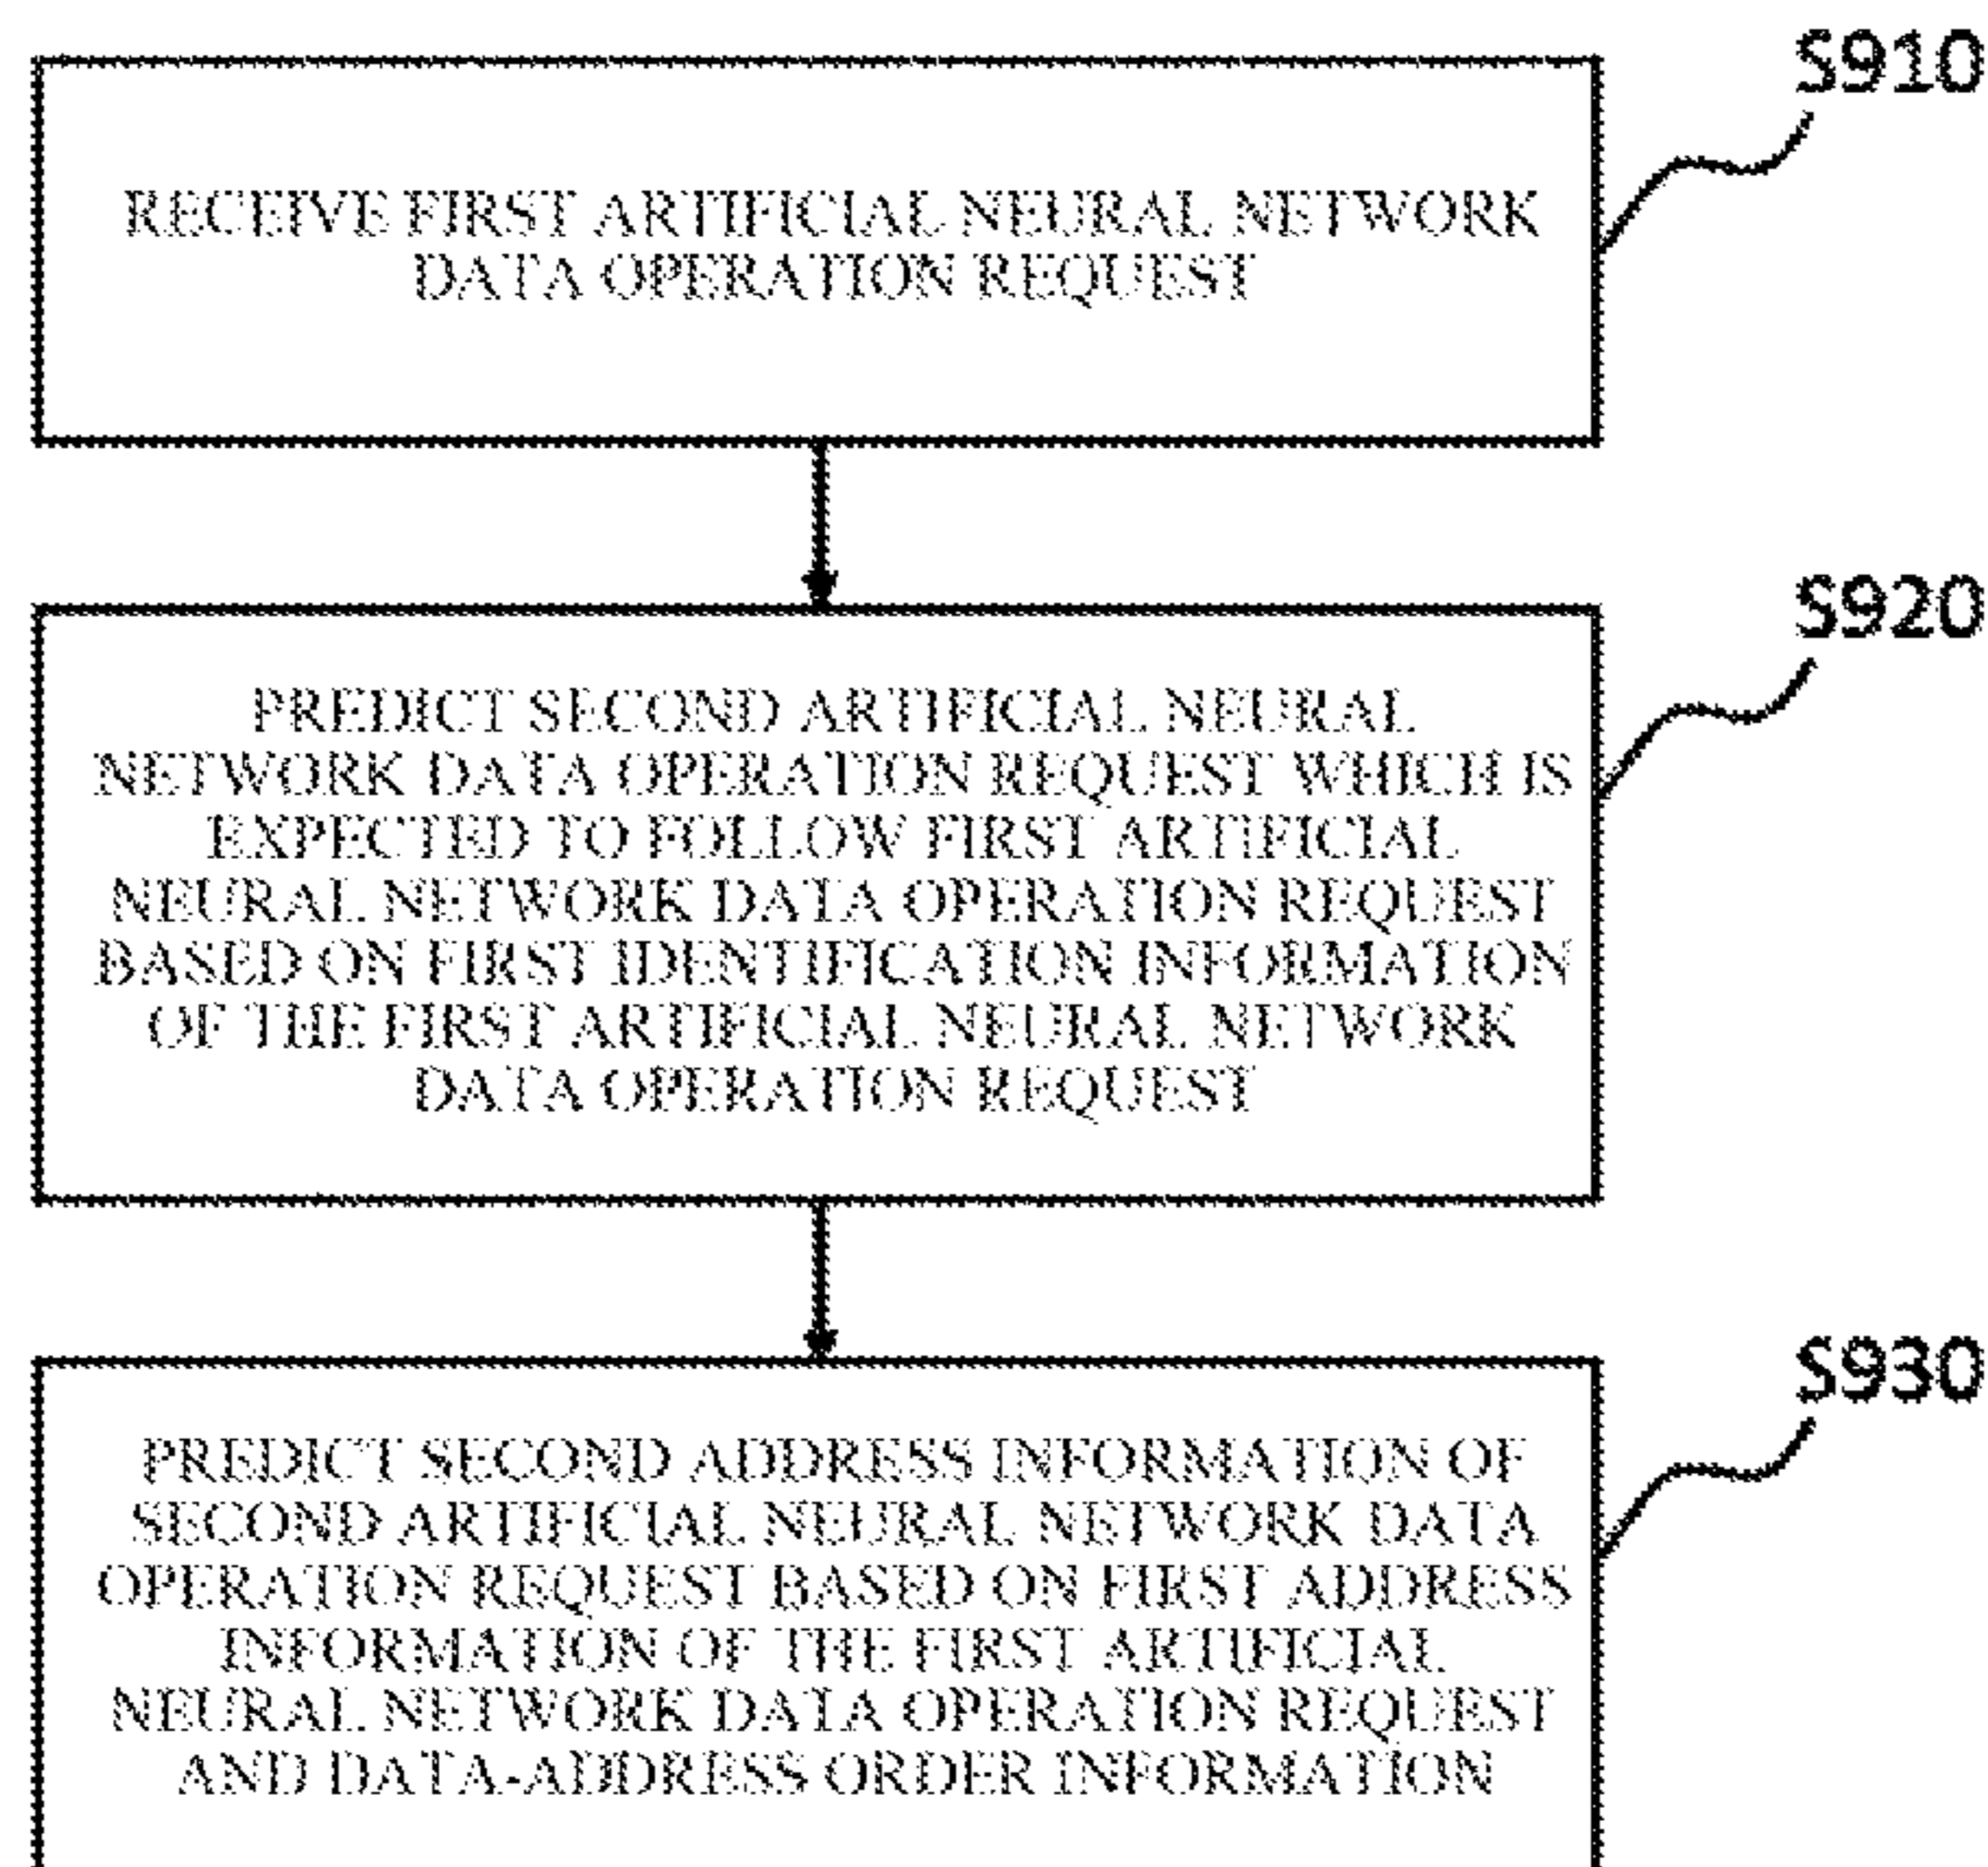 S910
RECEIVE FIRST ARTIFICIAL NEURAL NETWORK
DATA OPERATION REQUEST
S920
PREDICT SECOND ARTIFICIAL NEURAL
NETWORK DATA OPERATION REQUEST WHICH IS
EXPECTED TO FOLLOW FIRST ARTIFICIAL
NEURAL NETWORK DATA OPERATION REQUEST
BASED ON FIRST IDENTIFICATION INFORMATION
OF THE FIRST ARTIFICIAL NEURAL NETWORK
DATA OPERATION REQUEST
S930
PREDICT SECOND ADDRESS INFORMATION OF
SECOND ARTIFICIAL NEURAL NETWORK DATA
OPERATION REQUEST BASED ON FIRST ADDRESS
INFORMATION OF THE FIRST ARTIFICIAL
NEURAL NETWORK DATA OPERATION REQUEST
AND DATA-ADDRESS ORDER INFORMATION